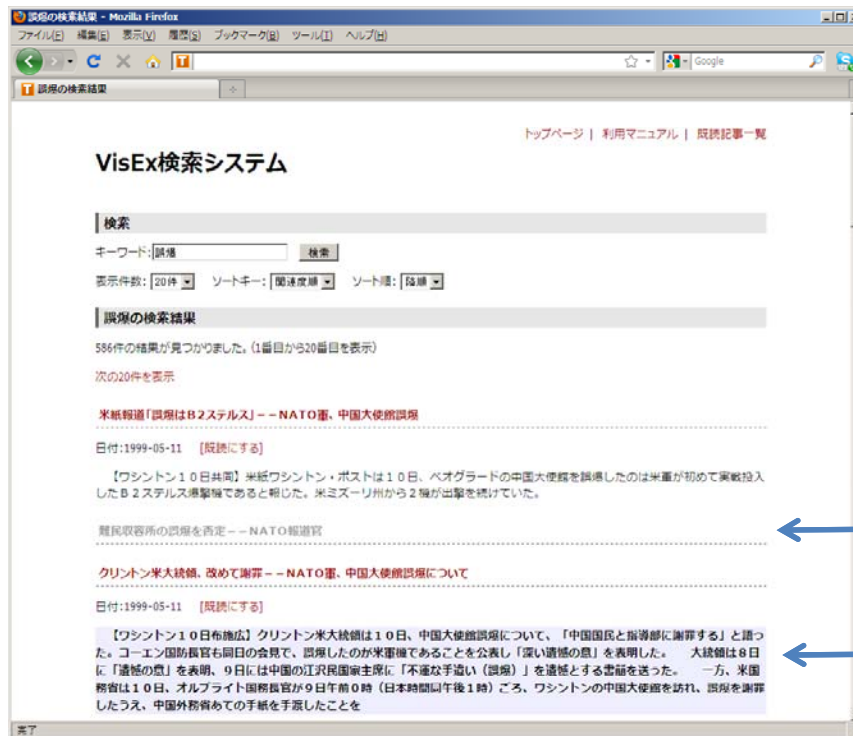 誤爆の検索結果 - Mozilla Firefox
ファイル(F) 編集(E) 表示(V) 履歴(S) ブックマーク(B) ツール(T) ヘルプ(H)
Google
誤爆の検索結果
トップページ | 利用マニュアル | 既読記事一覧
VisEx検索システム
検索
キーワード: 誤爆 検索
表示件数: 20件 ソートキー: 関連度順 ソート順: 降順
誤爆の検索結果
586件の結果が見つかりました。(1番目から20番目を表示)
次の20件を表示
米紙報道「誤爆はB2ステルス」--NATO軍、中国大使館誤爆
日付:1999-05-11 [既読にする]
【ワシントン10日共同】米紙ワシントン・ポストは10日、ベオグラードの中国大使館を誤爆したのは米軍が初めて実戦投入
したB2ステルス爆撃機であると報じた。米ミズーリ州から2機が出撃を続けていた。
難民収容所の誤爆を否定--NATO報道官
クリントン米大統領、改めて謝罪--NATO軍、中国大使館誤爆について
日付:1999-05-11 [既読にする]
【ワシントン10日布施広】クリントン米大統領は10日、中国大使館誤爆について、「中国国民と指導部に謝罪する」と語っ
た。コーエン国防長官も同日の会見で、誤爆したのが米軍機であることを公表し「深い遺憾の意」を表明した。 大統領は8日
に「遺憾の意」を表明、9日には中国の江沢民国家主席に「不運な手違い(誤爆)」を遺憾とする書簡を送った。 一方、米国
務省は10日、オルブライト国務長官が9日午前0時(日本時間同午後1時)ごろ、ワシントンの中国大使館を訪れ、誤爆を謝罪
したうえ、中国外務省あての手紙を手渡したことを
完了